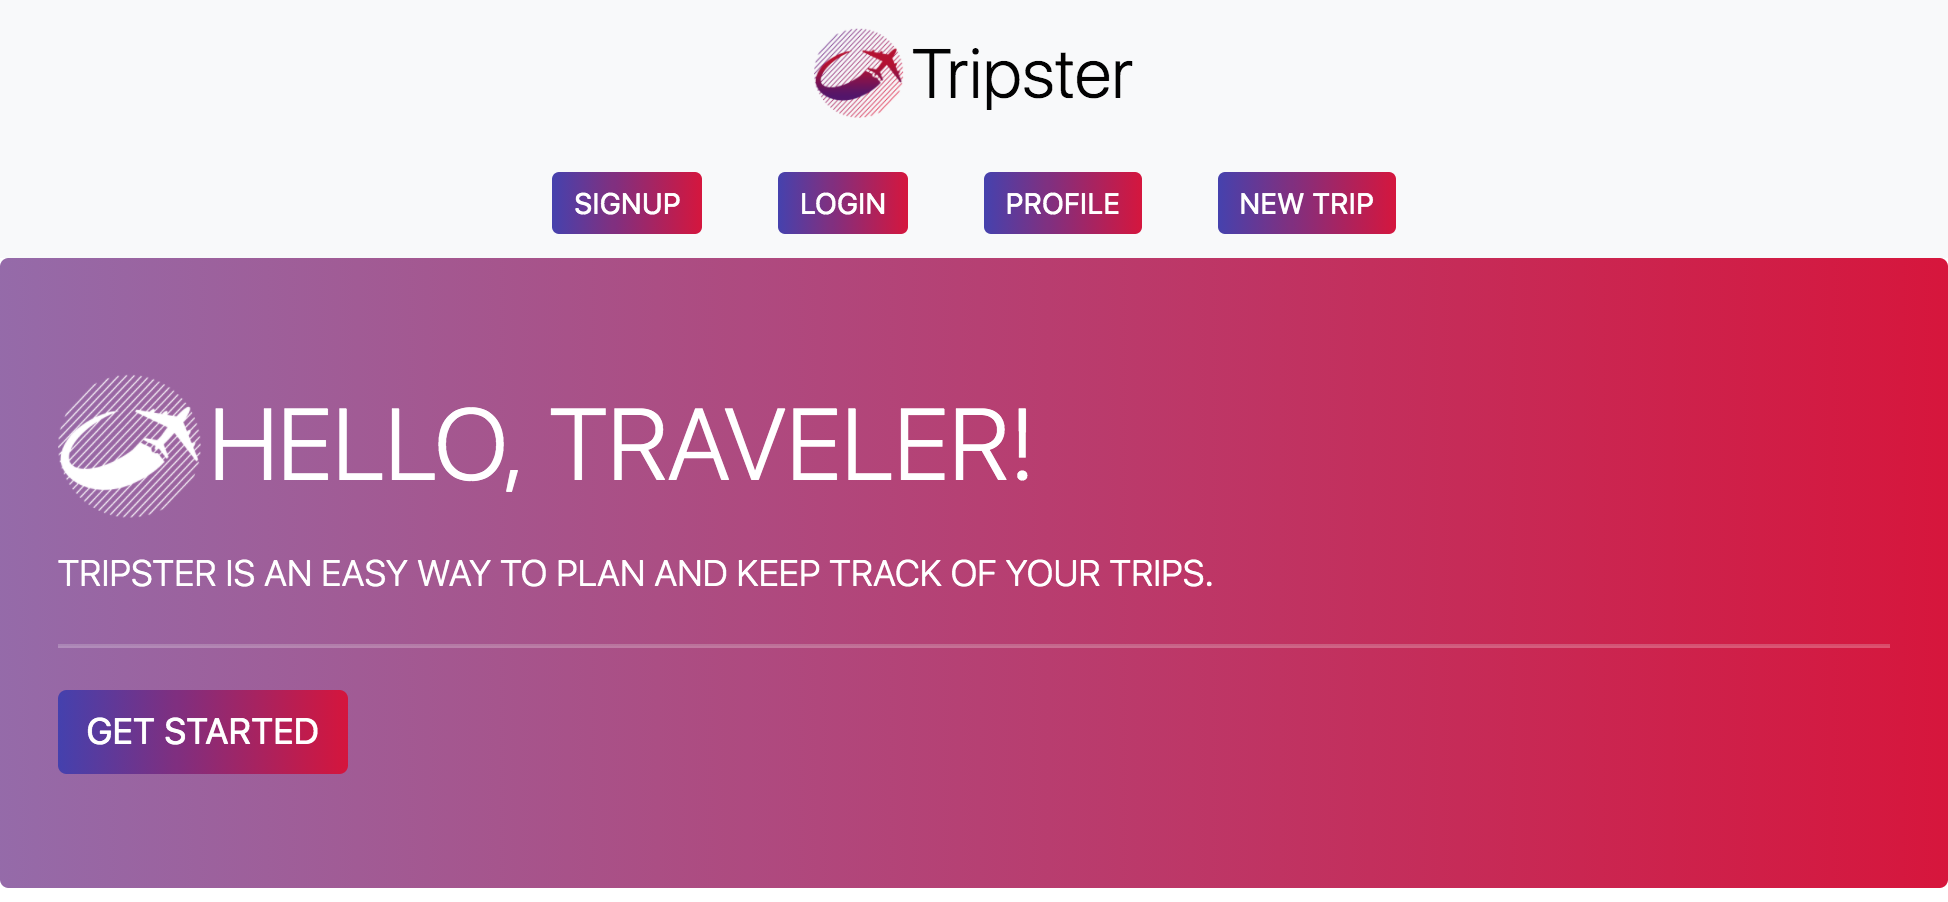 Tripster
SIGNUP LOGIN PROFILE NEW TRIP
HELLO, TRAVELER!
TRIPSTER IS AN EASY WAY TO PLAN AND KEEP TRACK OF YOUR TRIPS.
GET STARTED